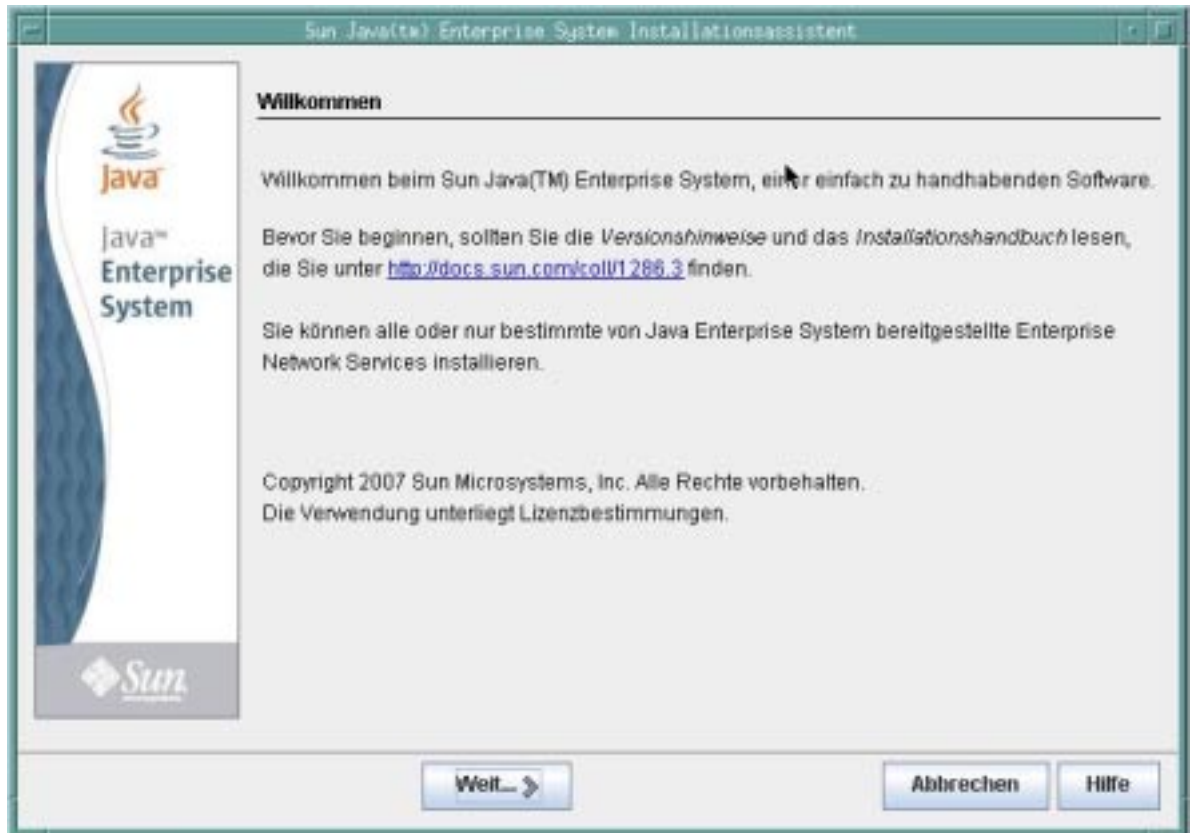 Sun Java(tm) Enterprise System Installationsassistent
Java
Java™
Enterprise
System
Willkommen
Willkommen beim Sun Java(TM) Enterprise System, einer einfach zu handhabenden Software.
Bevor Sie beginnen, sollten Sie die Versionshinweise und das Installationshandbuch lesen,
die Sie unter http://docs.sun.com/coll/1286.3 finden.
Sie können alle oder nur bestimmte von Java Enterprise System bereitgestellte Enterprise
Network Services installieren.
Copyright 2007 Sun Microsystems, Inc. Alle Rechte vorbehalten.
Die Verwendung unterliegt Lizenzbestimmungen.
Sun
microsystems
Weit...
Abbrechen
Hilfe